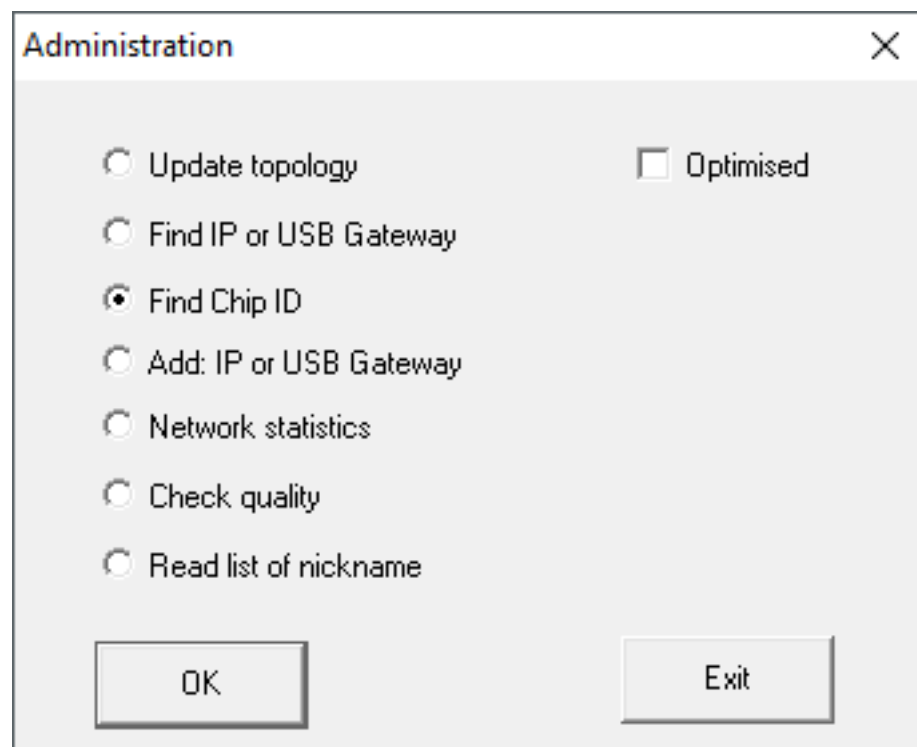 Administration
Update topology
Optimised
Find IP or USB Gateway
Find Chip ID
Add: IP or USB Gateway
Network statistics
Check quality
Read list of nickname
OK
Exit